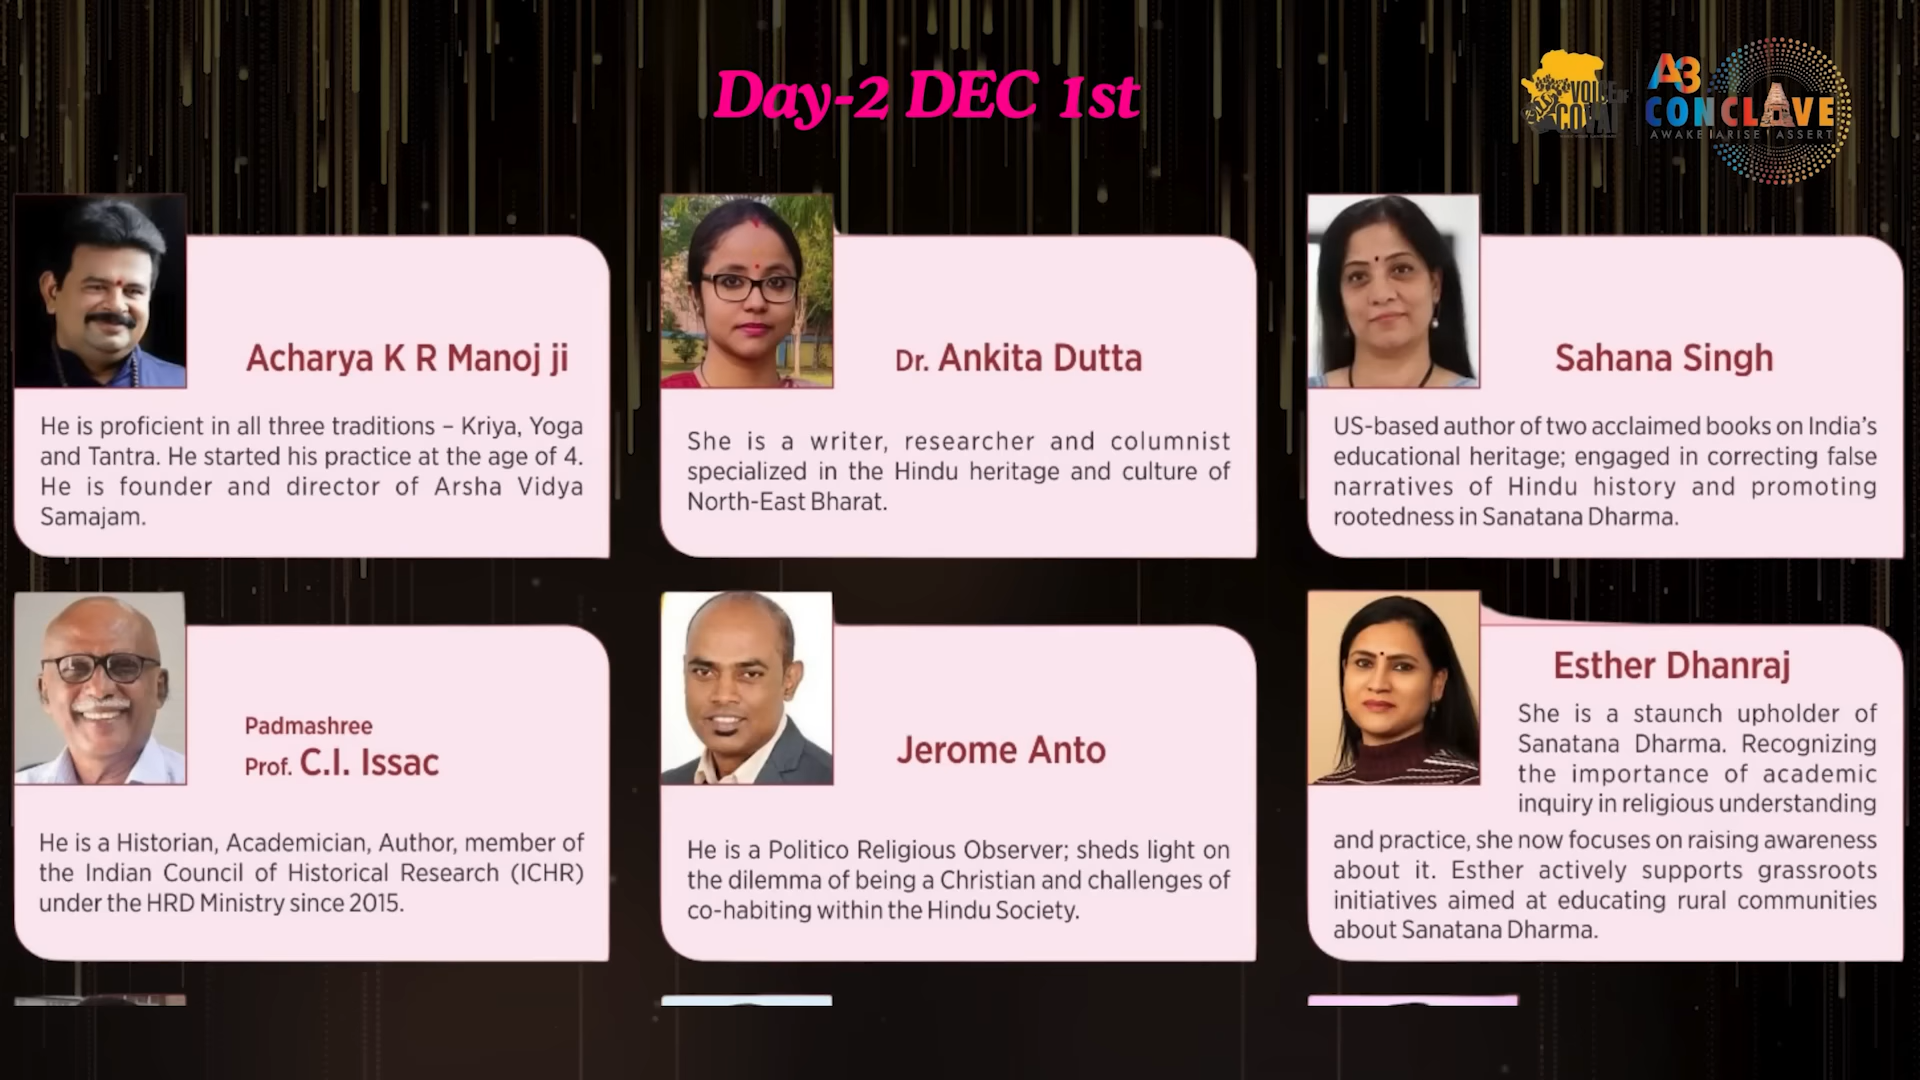 Day-2 DEC 1st
VOICE OF
COVAI
A3
CONCLAVE
AWAKE ARISE ASSERT
Acharya K R Manoj ji
He is proficient in all three traditions – Kriya, Yoga
and Tantra. He started his practice at the age of 4.
He is founder and director of Arsha Vidya
Samajam.
Dr. Ankita Dutta
She is a writer, researcher and columnist
specialized in the Hindu heritage and culture of
North-East Bharat.
Sahana Singh
US-based author of two acclaimed books on India's
educational heritage; engaged in correcting false
narratives of Hindu history and promoting
rootedness in Sanatana Dharma.
Padmashree
Prof. C.I. Issac
He is a Historian, Academician, Author, member of
the Indian Council of Historical Research (ICHR)
under the HRD Ministry since 2015.
Jerome Anto
He is a Politico Religious Observer; sheds light on
the dilemma of being a Christian and challenges of
co-habiting within the Hindu Society.
Esther Dhanraj
She is a staunch upholder of
Sanatana Dharma. Recognizing
the importance of academic
inquiry in religious understanding
and practice, she now focuses on raising awareness
about it. Esther actively supports grassroots
initiatives aimed at educating rural communities
about Sanatana Dharma.